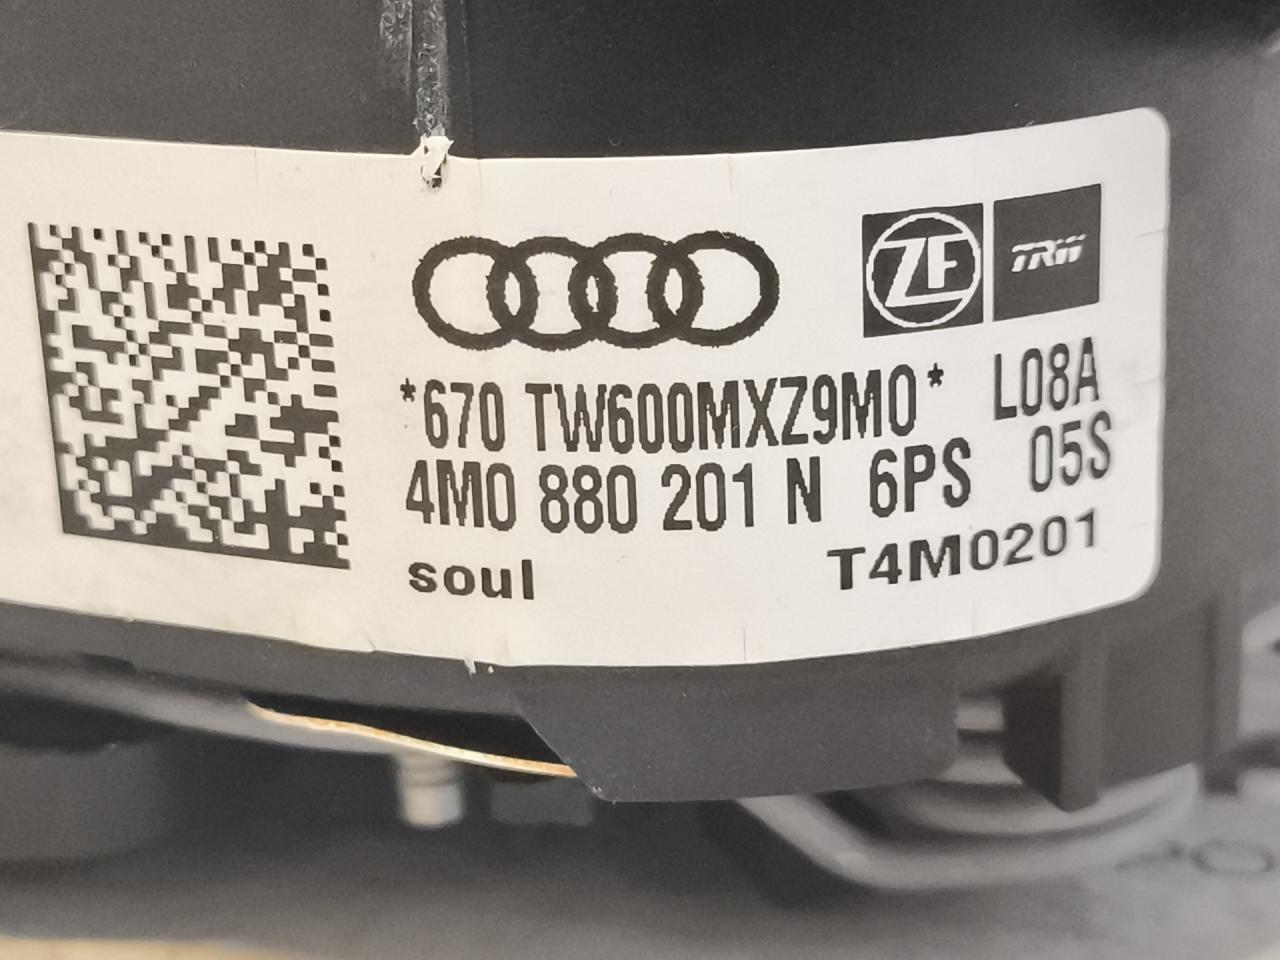 ZF TRW
*670 TW600MXZ9M0* L08A
4M0 880 201 N 6PS 05S
soul T4M0201